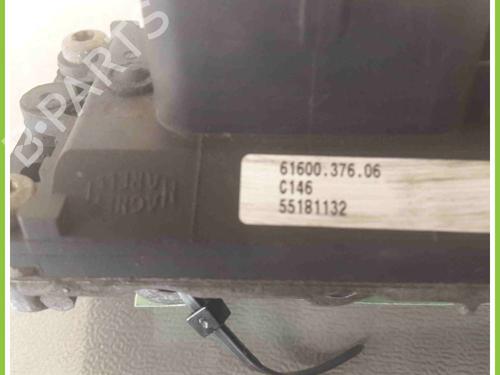 B-PARTS
MAGNETI
MARELLI
61600.376.06
C146
55181132